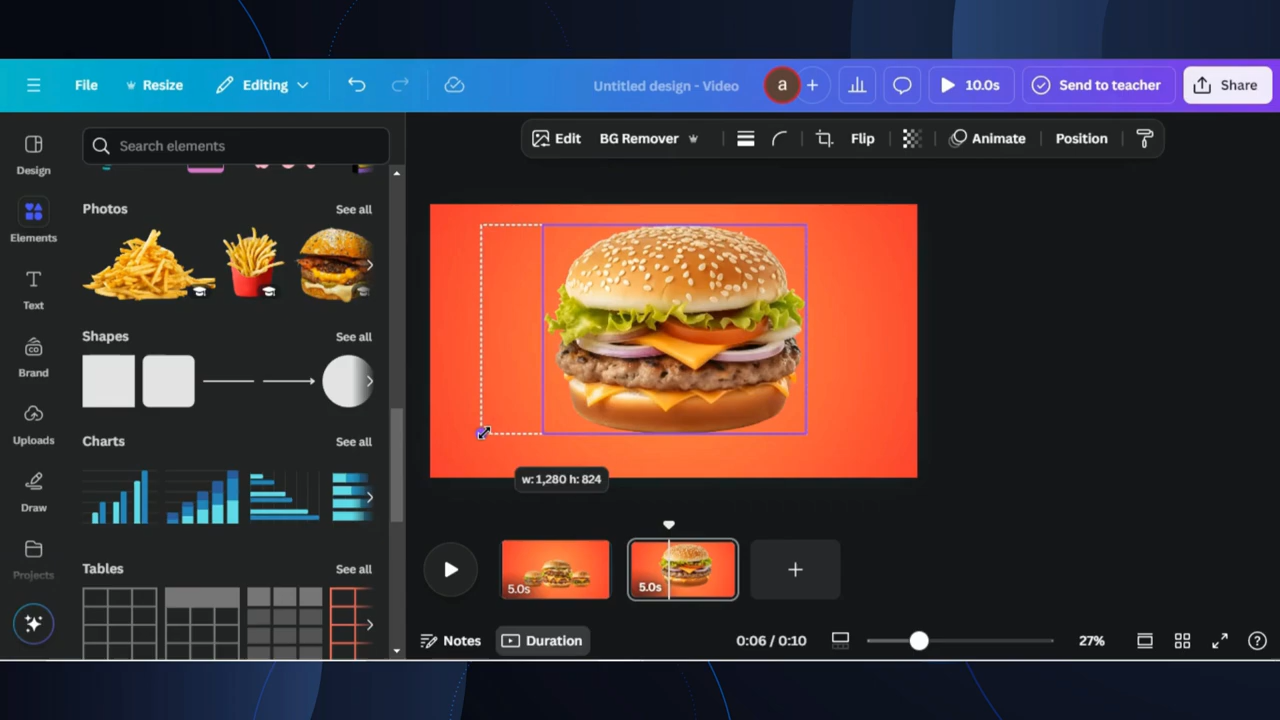 File
Resize
Editing
Untitled design - Video
a
+
10.0s
Send to teacher
Share
Design
Elements
Text
Brand
Uploads
Draw
Projects
Search elements
Photos
See all
Shapes
See all
Charts
See all
Tables
See all
Edit
BG Remover
Flip
Animate
Position
w: 1,280 h: 824
5.0s
5.0s
+
Notes
Duration
0:06 / 0:10
27%
?